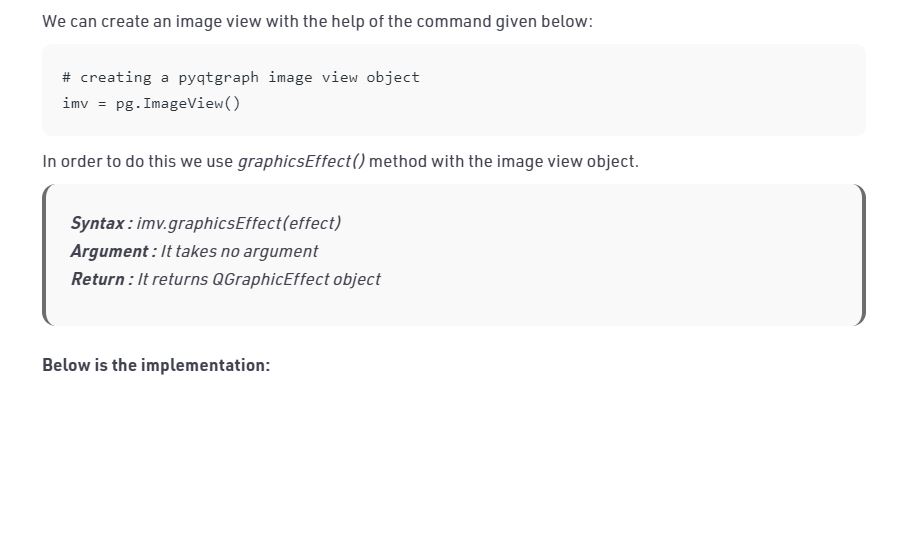 We can create an image view with the help of the command given below:
# creating a pyqtgraph image view object
imv = pg.ImageView()
In order to do this we use graphicsEffect() method with the image view object.
Syntax : imv.graphicsEffect(effect)
Argument : It takes no argument
Return : It returns QGraphicEffect object
Below is the implementation: